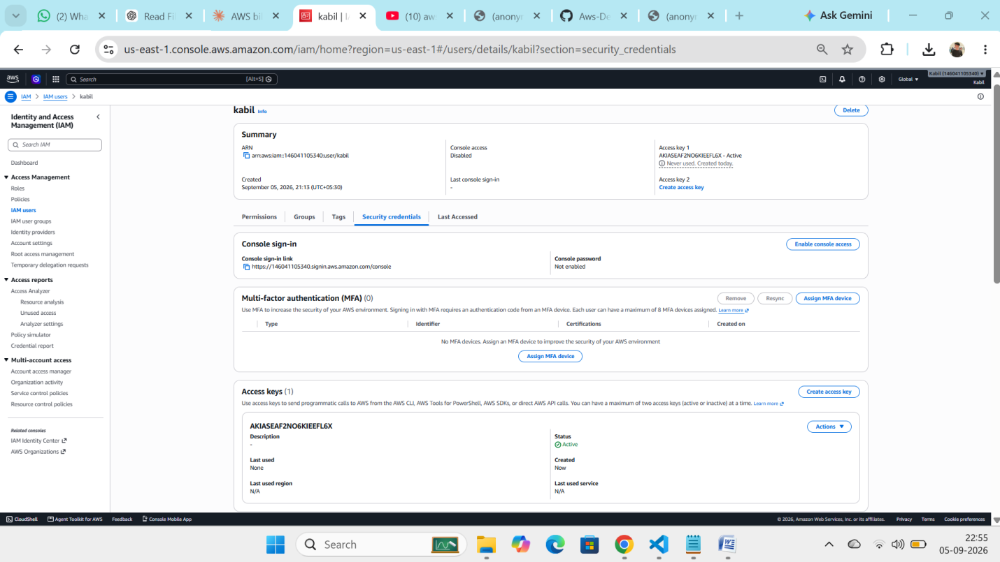 (2) Wha
Read Fi
AWS bi
kabil | I
(10) aw
(anony
Aws-De
(anony
Ask Gemini
us-east-1.console.aws.amazon.com/iam/home?region=us-east-1#/users/details/kabil?section=security_credentials
aws
Search
[Alt+S]
Global
Kabil (146041105340)
Kabil
IAM > IAM users > kabil
Identity and Access Management (IAM)
Search IAM
Dashboard
Access Management
Roles
Policies
IAM users
IAM user groups
Identity providers
Account settings
Root access management
Temporary delegation requests
Access reports
Access Analyzer
Resource analysis
Unused access
Analyzer settings
Policy simulator
Credential report
Multi-account access
Account access manager
Organization activity
Service control policies
Resource control policies
Related consoles
IAM Identity Center
AWS Organizations
kabil Info
Delete
Summary
ARN
arn:aws:iam::146041105340:user/kabil
Created
September 05, 2026, 21:13 (UTC+05:30)
Console access
Disabled
Last console sign-in
-
Access key 1
AKIASEAF2NO6KIEEFL6X - Active
Never used. Created today.
Access key 2
Create access key
Permissions
Groups
Tags
Security credentials
Last Accessed
Console sign-in
Enable console access
Console sign-in link
https://146041105340.signin.aws.amazon.com/console
Console password
Not enabled
Multi-factor authentication (MFA) (0)
Remove
Resync
Assign MFA device
Use MFA to increase the security of your AWS environment. Signing in with MFA requires an authentication code from an MFA device. Each user can have a maximum of 8 MFA devices assigned. Learn more
Type
Identifier
Certifications
Created on
No MFA devices. Assign an MFA device to improve the security of your AWS environment
Assign MFA device
Access keys (1)
Create access key
Use access keys to send programmatic calls to AWS from the AWS CLI, AWS Tools for PowerShell, AWS SDKs, or direct AWS API calls. You can have a maximum of two access keys (active or inactive) at a time. Learn more
AKIASEAF2NO6KIEEFL6X
Actions
Description
-
Status
Active
Last used
None
Created
Now
Last used region
N/A
Last used service
N/A
CloudShell
Agent Toolkit for AWS
Feedback
Console Mobile App
© 2026, Amazon Web Services, Inc. or its affiliates.
Privacy
Terms
Cookie preferences
Search
22:55
05-09-2026